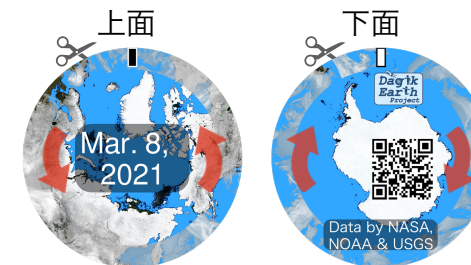 上面
下面
Dagik
Earth
Project
Mar. 8,
2021
Data by NASA,
NOAA & USGS